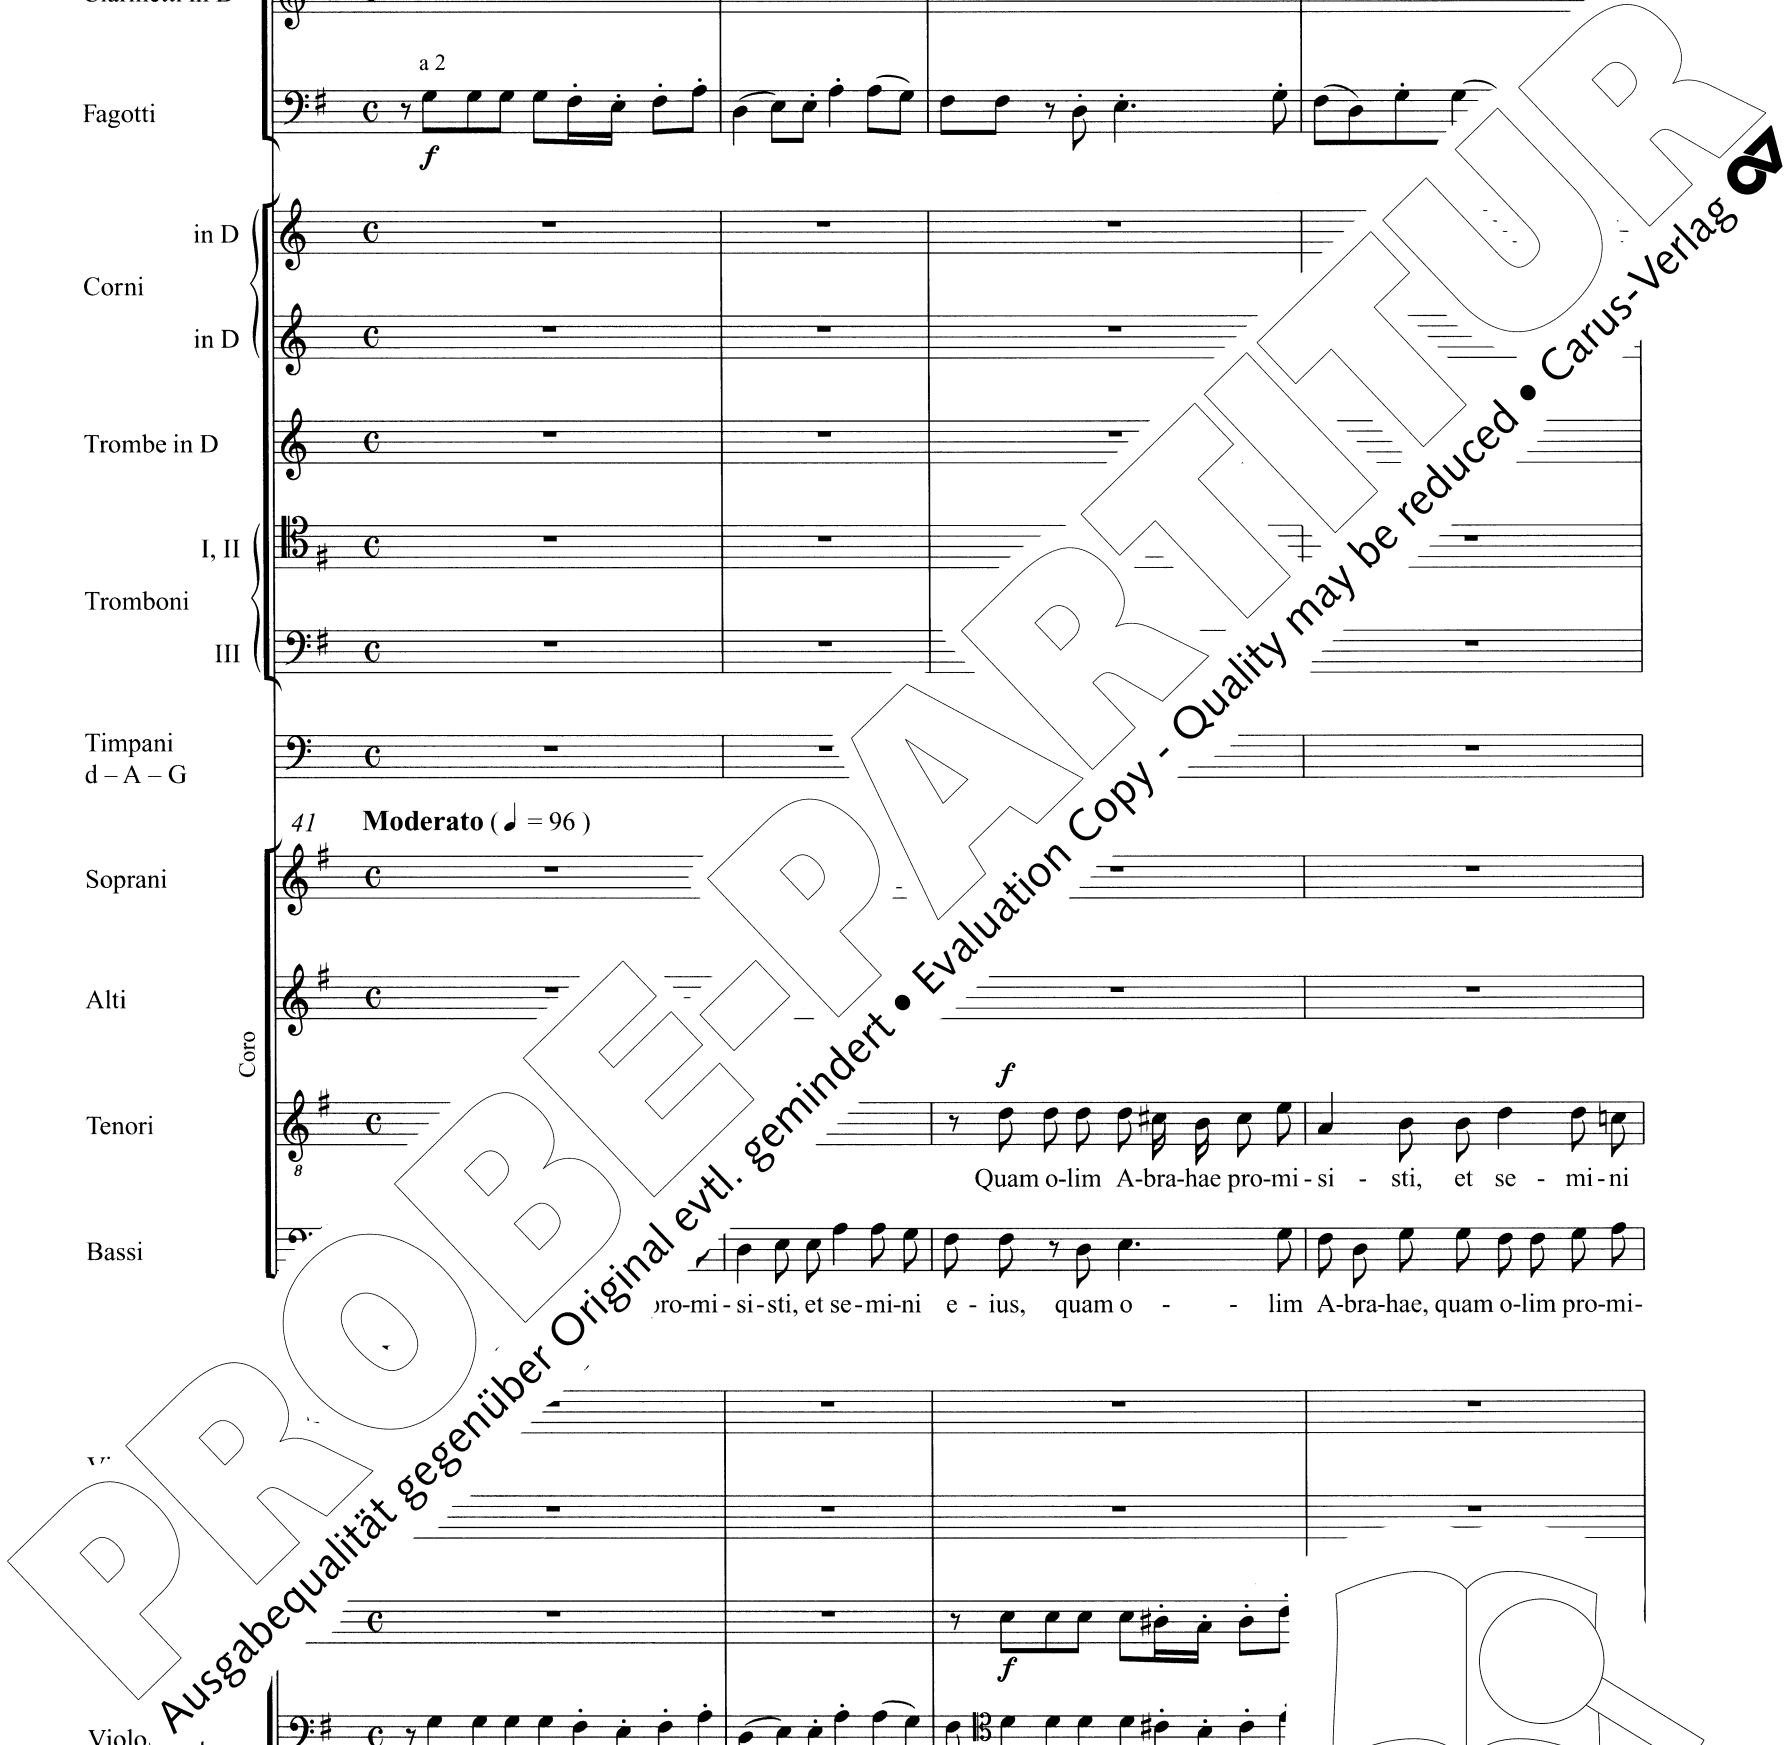 Clarinetti in B
a 2
Fagotti
f
in D
Corni
in D
Trombe in D
I, II
Tromboni
III
Timpani
d – A – G
41 Moderato ( = 96 )
Soprani
Alti
Coro
f
Tenori
8
Quam o-lim A-bra-hae pro-mi-si - sti, et se - mi-ni
Bassi
pro-mi-si-sti, et se-mi-ni e - ius, quam o - - lim A-bra-hae, quam o-lim pro-mi-
f
PROBE-PARTITUR
Ausgabequalität gegenüber Original evtl. gemindert • Evaluation Copy - Quality may be reduced • Carus-Verlag